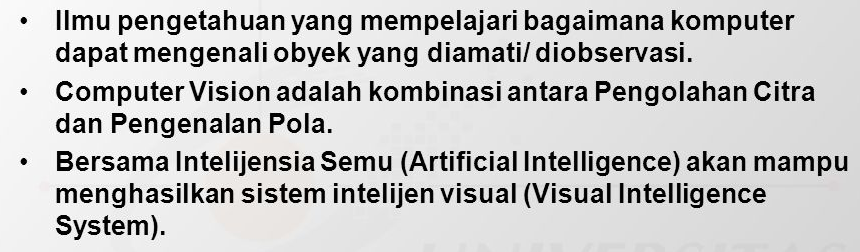 • Ilmu pengetahuan yang mempelajari bagaimana komputer
dapat mengenali obyek yang diamati/ diobservasi.
• Computer Vision adalah kombinasi antara Pengolahan Citra
dan Pengenalan Pola.
• Bersama Intelijensia Semu (Artificial Intelligence) akan mampu
menghasilkan sistem intelijen visual (Visual Intelligence
System).